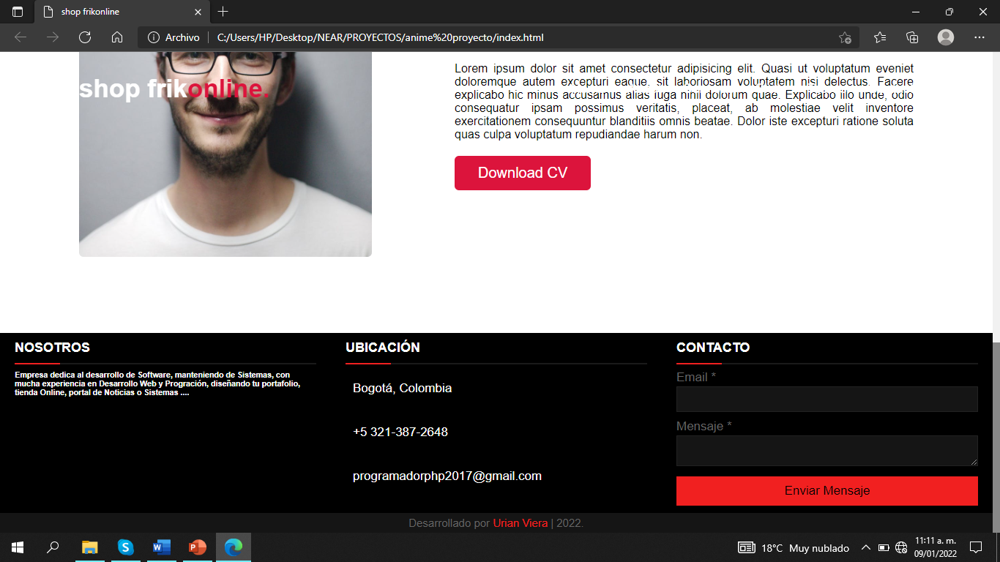 shop frikonline
Archivo
C:/Users/HP/Desktop/NEAR/PROYECTOS/anime%20proyecto/index.html
shop frikonline.
Lorem ipsum dolor sit amet consectetur adipisicing elit. Quasi ut voluptatum eveniet
doloremque autem excepturi eaque, sit laboriosam voluptatem nisi delectus. Facere
explicabo hic minus accusamus alias fuga nihil dolorum quae. Explicabo illo unde, odio
consequatur ipsam possimus veritatis, placeat, ab molestiae velit inventore
exercitationem consequuntur blanditiis omnis beatae. Dolor iste excepturi ratione soluta
quas culpa voluptatum repudiandae harum non.
Download CV
NOSOTROS
Empresa dedica al desarrollo de Software, manteniendo de Sistemas, con
mucha experiencia en Desarrollo Web y Progración, diseñando tu portafolio,
tienda Online, portal de Noticias o Sistemas ....
UBICACIÓN
Bogotá, Colombia
+5 321-387-2648
programadorphp2017@gmail.com
CONTACTO
Email *
Mensaje *
Enviar Mensaje
Desarrollado por Urian Viera | 2022.
18°C Muy nublado
11:11 a. m.
09/01/2022